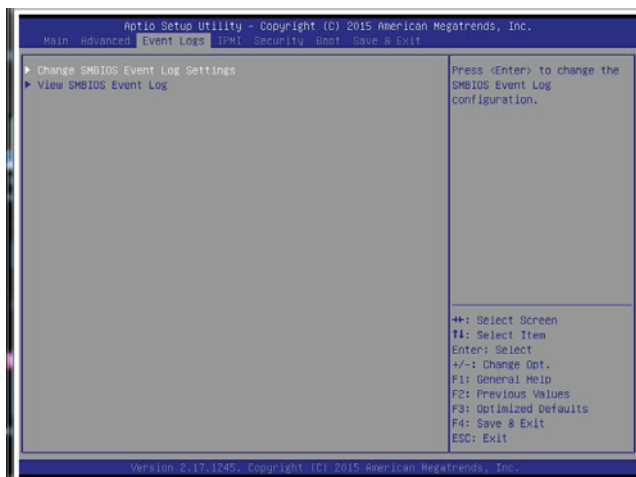 Aptio Setup Utility - Copyright (C) 2015 American Megatrends, Inc.
Main Advanced Event Logs IPMI Security Boot Save & Exit
Change SMBIOS Event Log Settings
View SMBIOS Event Log
Press <Enter> to change the
SMBIOS Event Log
configuration.
→←: Select Screen
↑↓: Select Item
Enter: Select
+/-: Change Opt.
F1: General Help
F2: Previous Values
F3: Optimized Defaults
F4: Save & Exit
ESC: Exit
Version 2.17.1245. Copyright (C) 2015 American Megatrends, Inc.